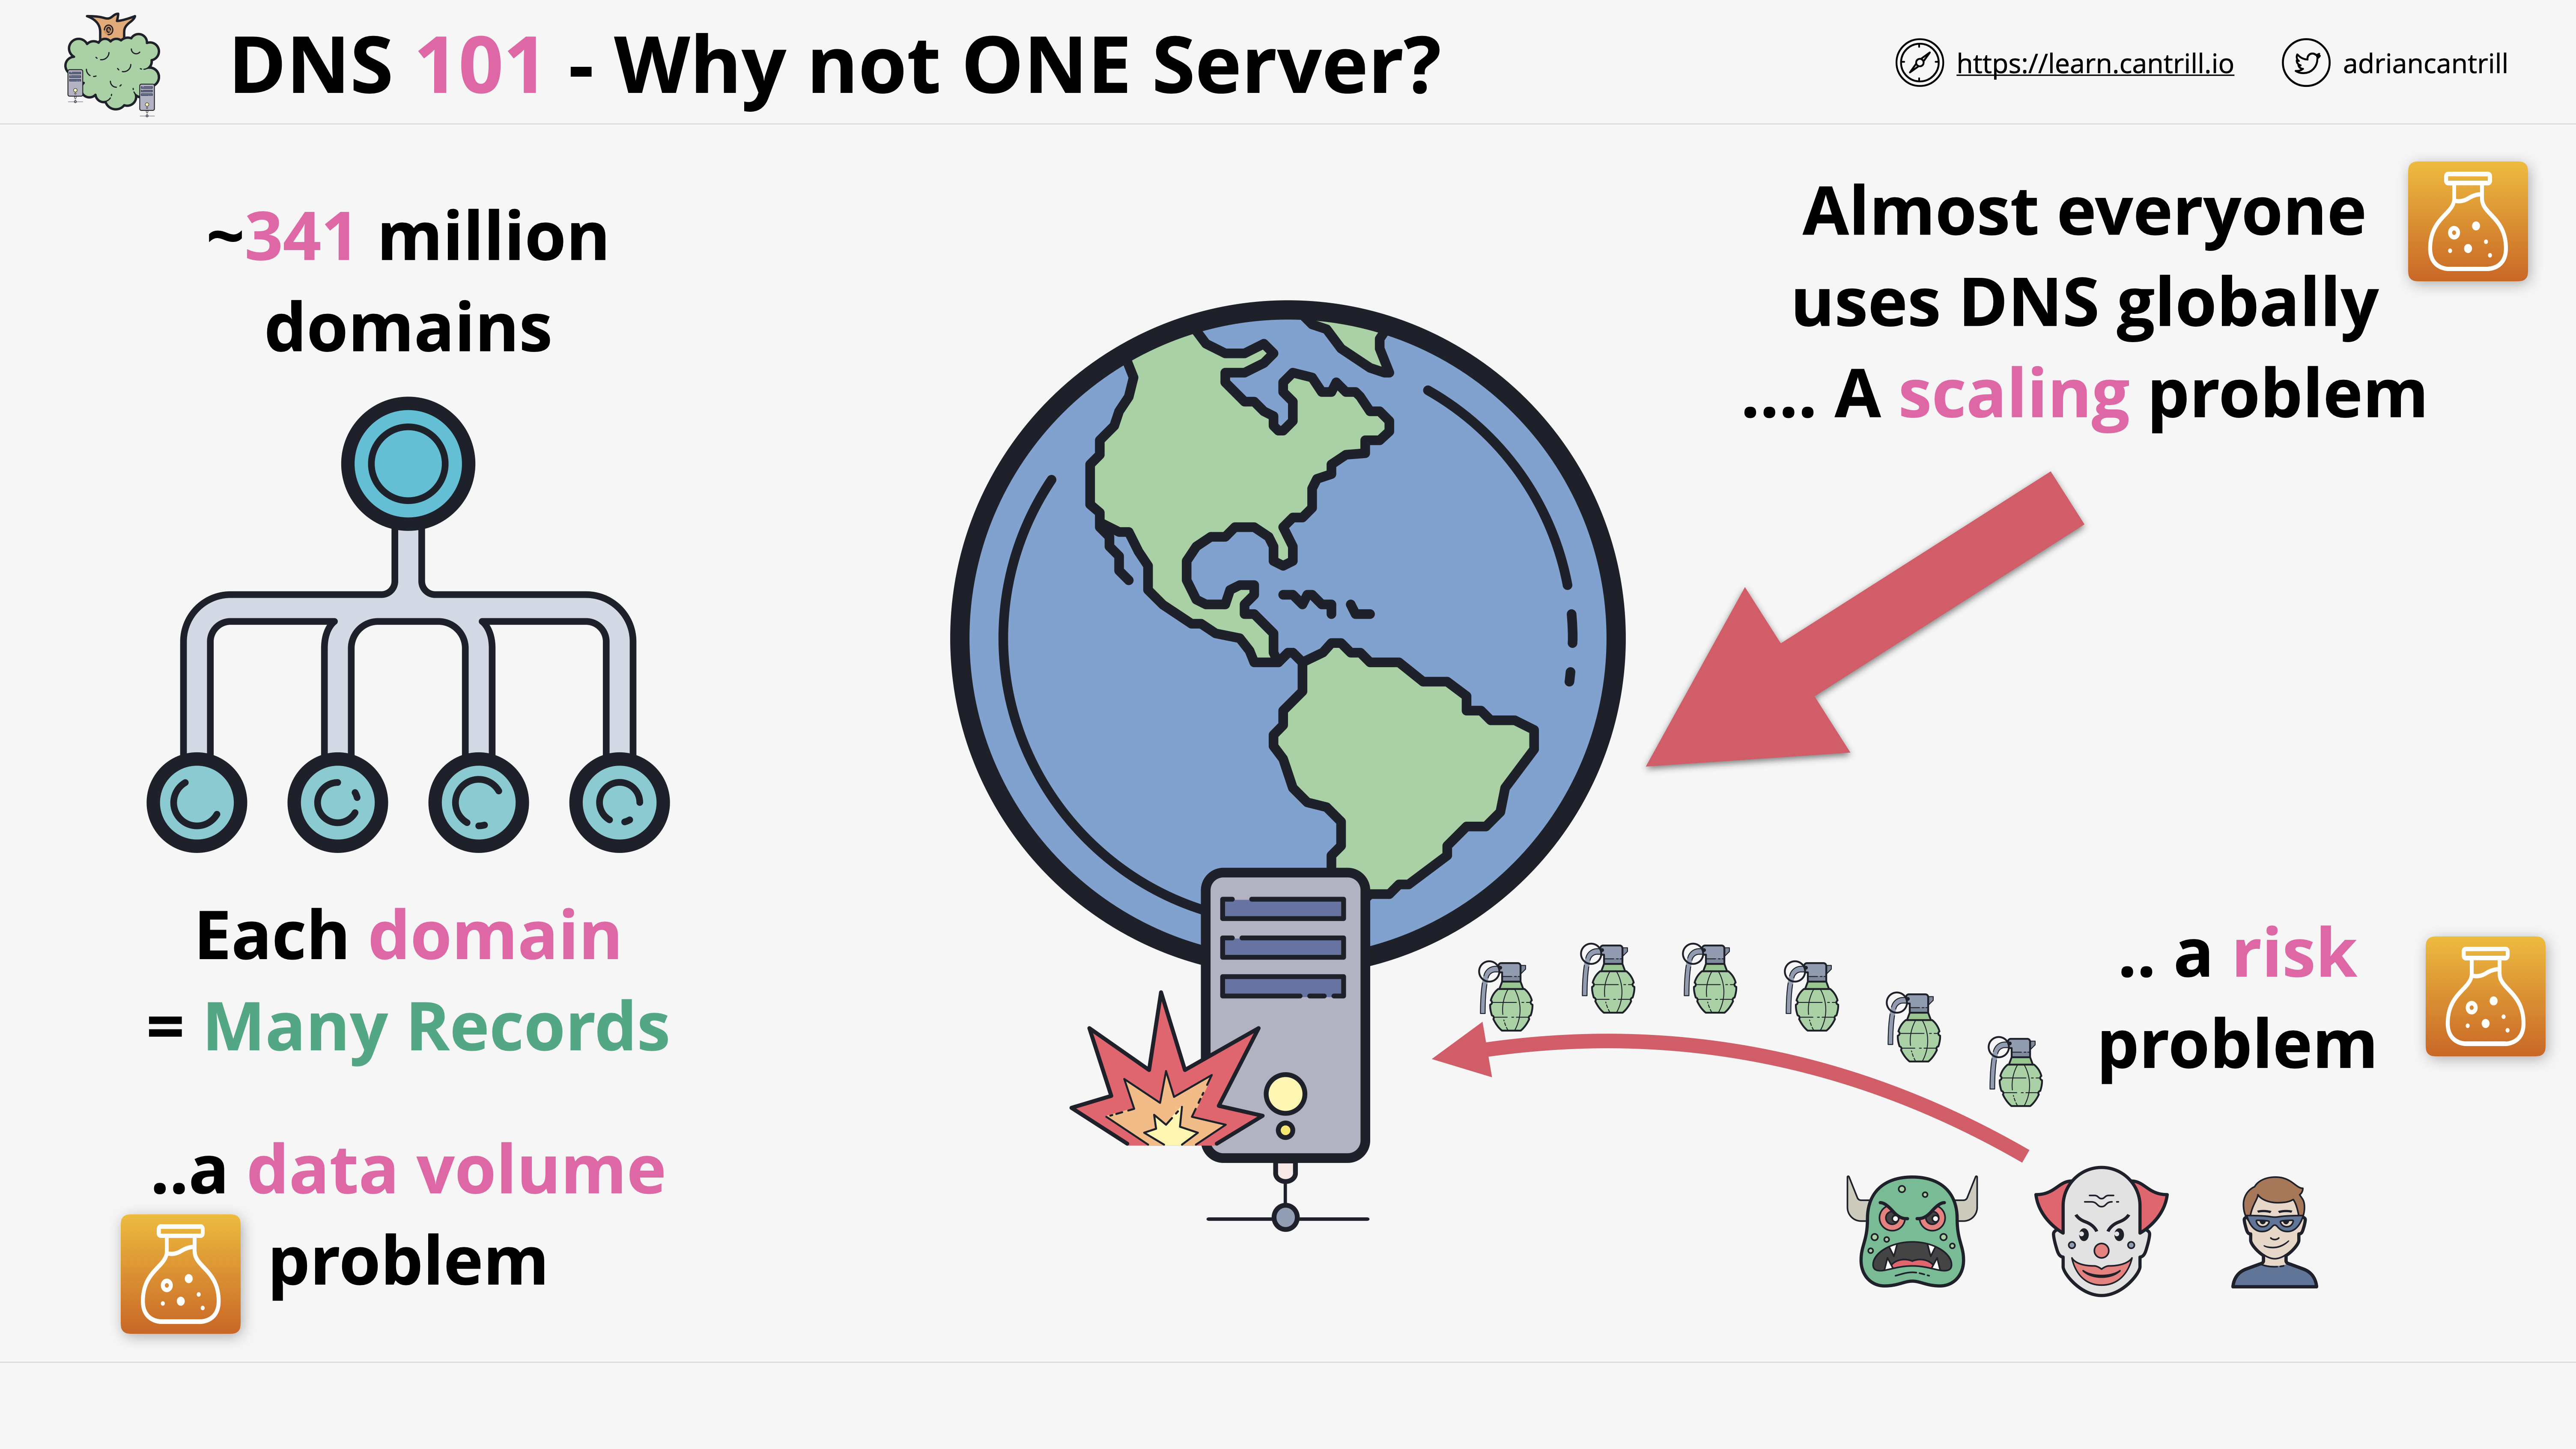 DNS 101 - Why not ONE Server?
https://learn.cantrill.io
adriancantrill
~341 million
domains
Each domain
= Many Records
..a data volume
problem
Almost everyone
uses DNS globally
.... A scaling problem
.. a risk
problem